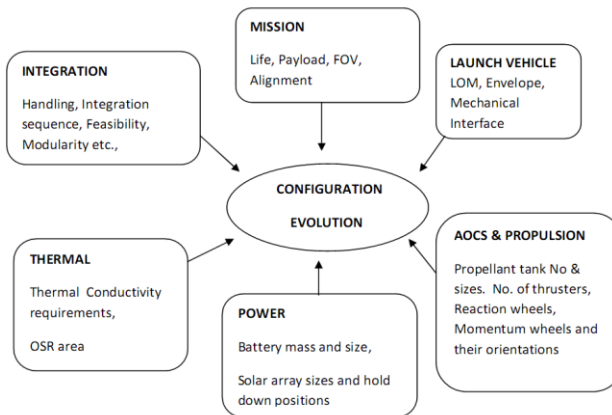 MISSION
Life, Payload, FOV,
Alignment
INTEGRATION
Handling, Integration
sequence, Feasibility,
Modularity etc.,
LAUNCH VEHICLE
LOM, Envelope,
Mechanical
Interface
CONFIGURATION
EVOLUTION
THERMAL
Thermal Conductivity
requirements,
OSR area
POWER
Battery mass and size,
Solar array sizes and hold
down positions
AOCS & PROPULSION
Propellant tank No &
sizes. No. of thrusters,
Reaction wheels,
Momentum wheels and
their orientations